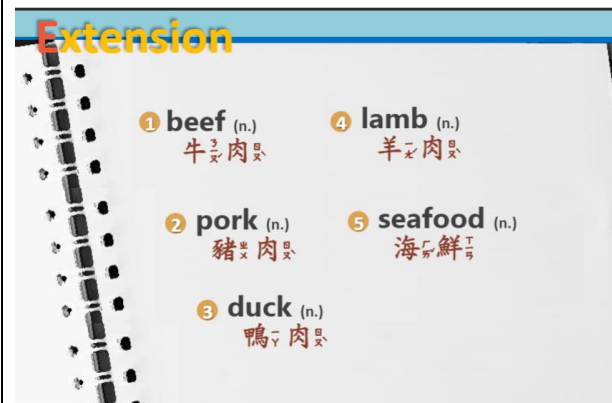 Extension
1 beef (n.)
牛ㄋㄧㄡˊ肉ㄖㄡˋ
2 pork (n.)
豬ㄓㄨ肉ㄖㄡˋ
3 duck (n.)
鴨ㄧㄚ肉ㄖㄡˋ
4 lamb (n.)
羊ㄧㄤˊ肉ㄖㄡˋ
5 seafood (n.)
海ㄏㄞˇ鮮ㄒㄧㄢ